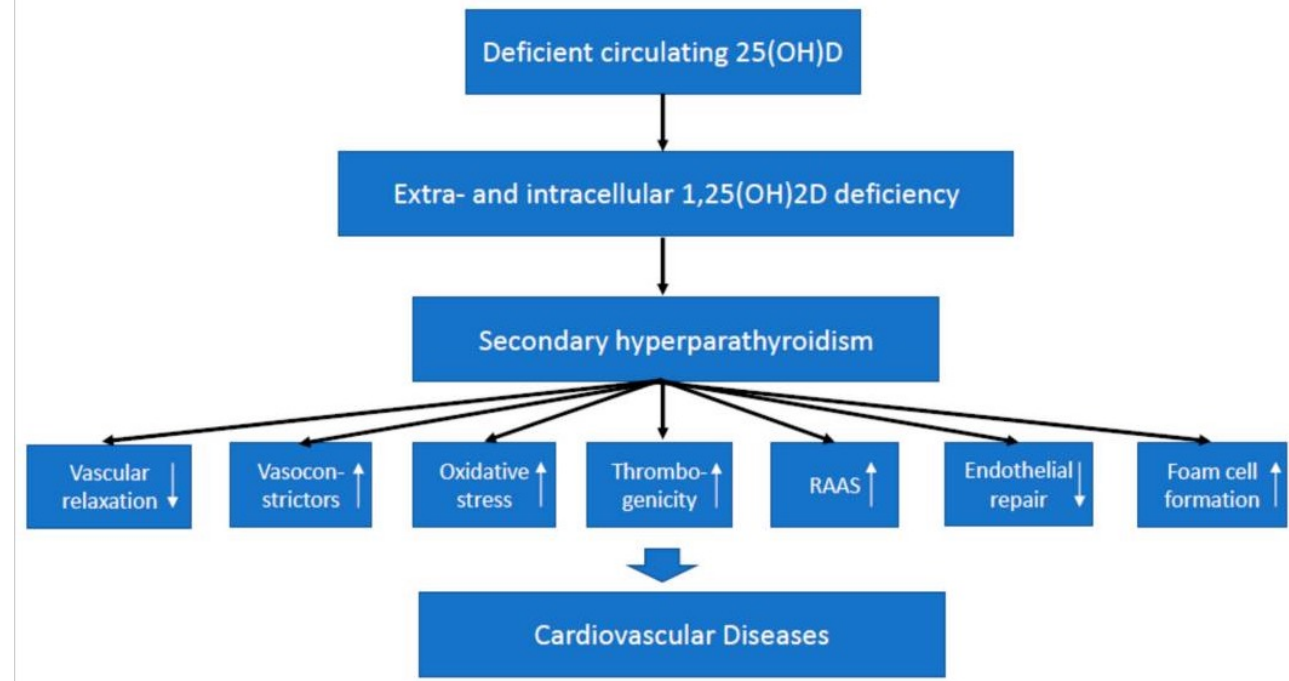 Deficient circulating 25(OH)D
Extra- and intracellular 1,25(OH)2D deficiency
Secondary hyperparathyroidism
Vascular
relaxation
Vasocon-
strictors
Oxidative
stress
Thrombo-
genicity
RAAS
Endothelial
repair
Foam cell
formation
Cardiovascular Diseases